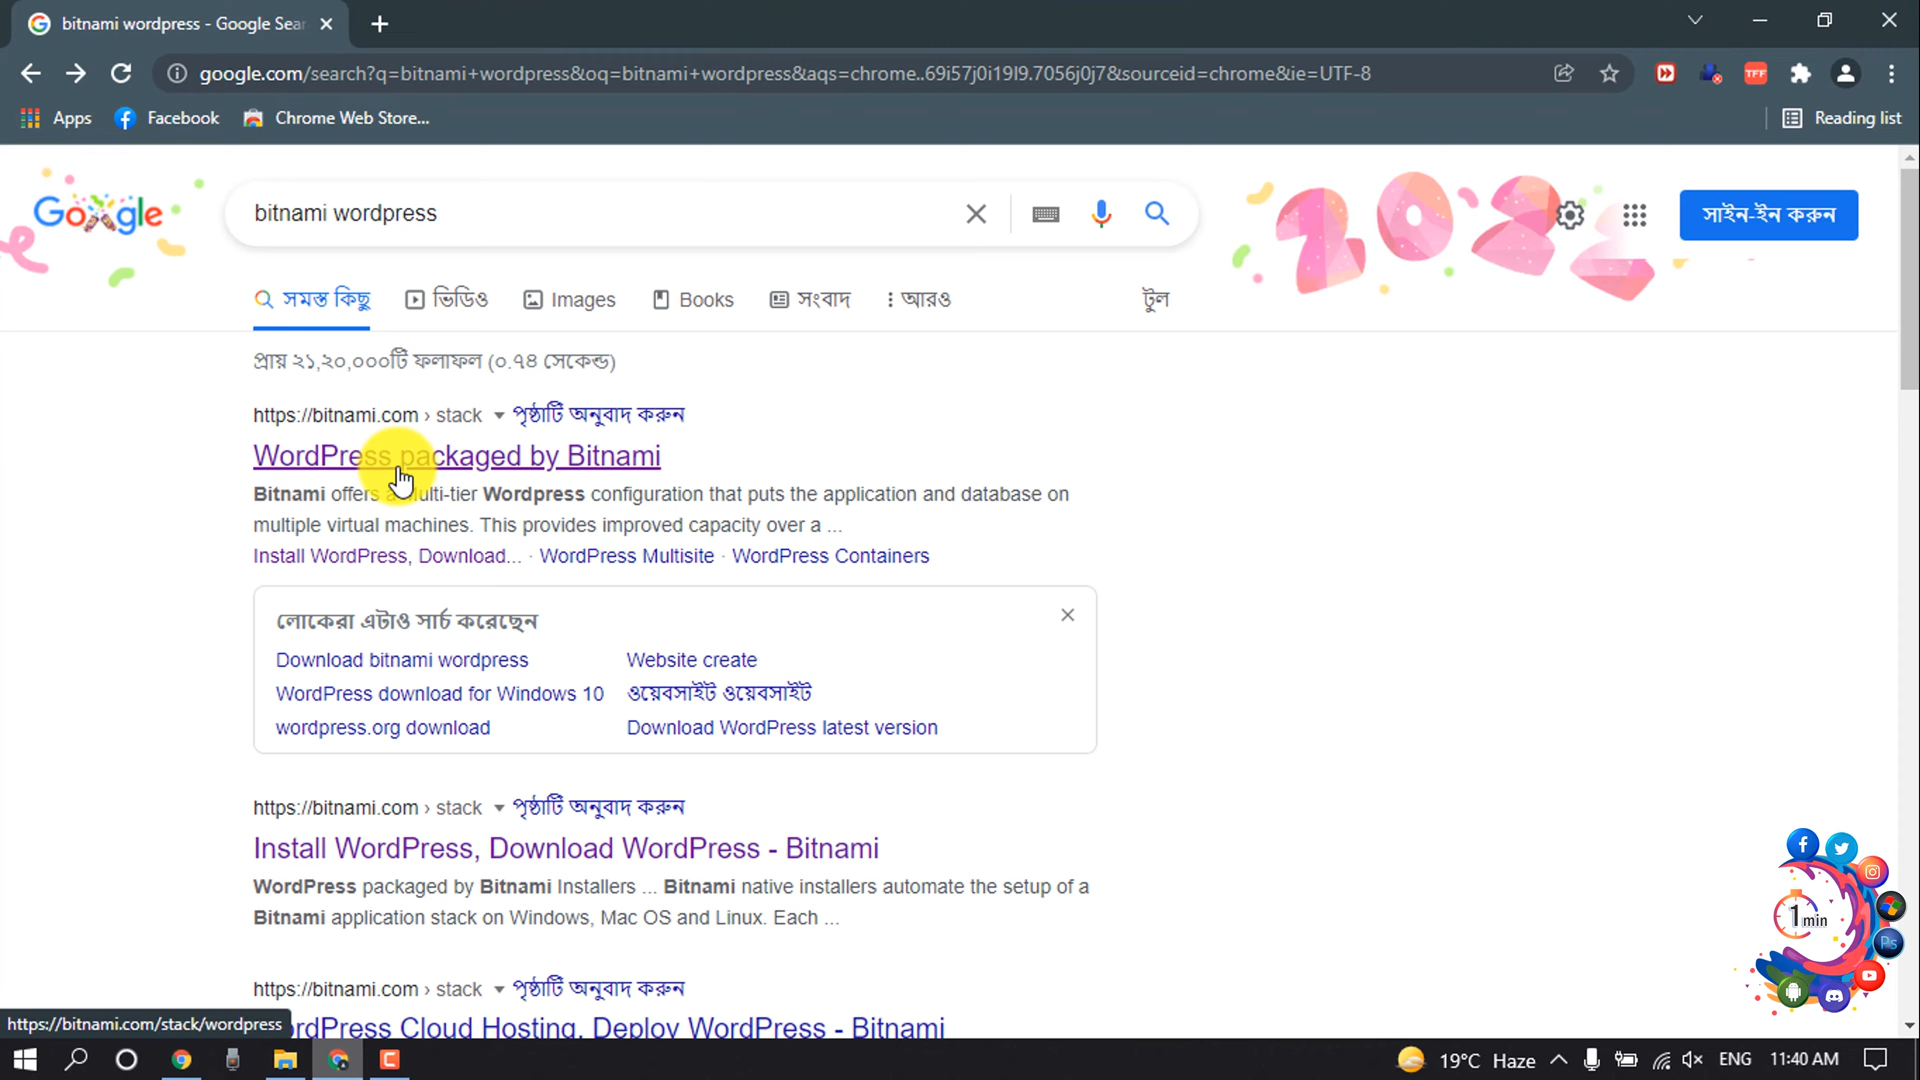 bitnami wordpress - Google Sear
google.com/search?q=bitnami+wordpress&oq=bitnami+wordpress&aqs=chrome..69i57j0i19l9.7056j0j7&sourceid=chrome&ie=UTF-8
TFF
Apps
Facebook
Chrome Web Store...
Reading list
Google
bitnami wordpress
2022
সাইন-ইন করুন
সমস্ত কিছু
ভিডিও
Images
Books
সংবাদ
আরও
টুল
প্রায় ২১,২০,০০০টি ফলাফল (০.৭৪ সেকেন্ড)
https://bitnami.com › stack
পৃষ্ঠাটি অনুবাদ করুন
WordPress packaged by Bitnami
Bitnami offers a Multi-tier Wordpress configuration that puts the application and database on
multiple virtual machines. This provides improved capacity over a ...
Install WordPress, Download... · WordPress Multisite · WordPress Containers
লোকেরা এটাও সার্চ করেছেন
Download bitnami wordpress
Website create
WordPress download for Windows 10
ওয়েবসাইট ওয়েবসাইট
wordpress.org download
Download WordPress latest version
https://bitnami.com › stack
পৃষ্ঠাটি অনুবাদ করুন
Install WordPress, Download WordPress - Bitnami
WordPress packaged by Bitnami Installers ... Bitnami native installers automate the setup of a
Bitnami application stack on Windows, Mac OS and Linux. Each ...
https://bitnami.com › stack
পৃষ্ঠাটি অনুবাদ করুন
ordPress Cloud Hosting, Deploy WordPress - Bitnami
https://bitnami.com/stack/wordpress
1 min
Ps
19°C Haze
ENG
11:40 AM